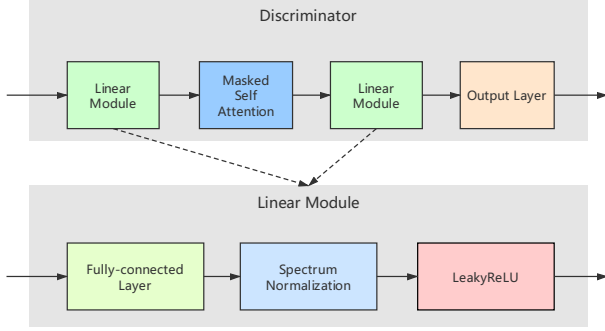 Discriminator
Linear
Module
Masked
Self
Attention
Linear
Module
Output Layer
Linear Module
Fully-connected
Layer
Spectrum
Normalization
LeakyReLU